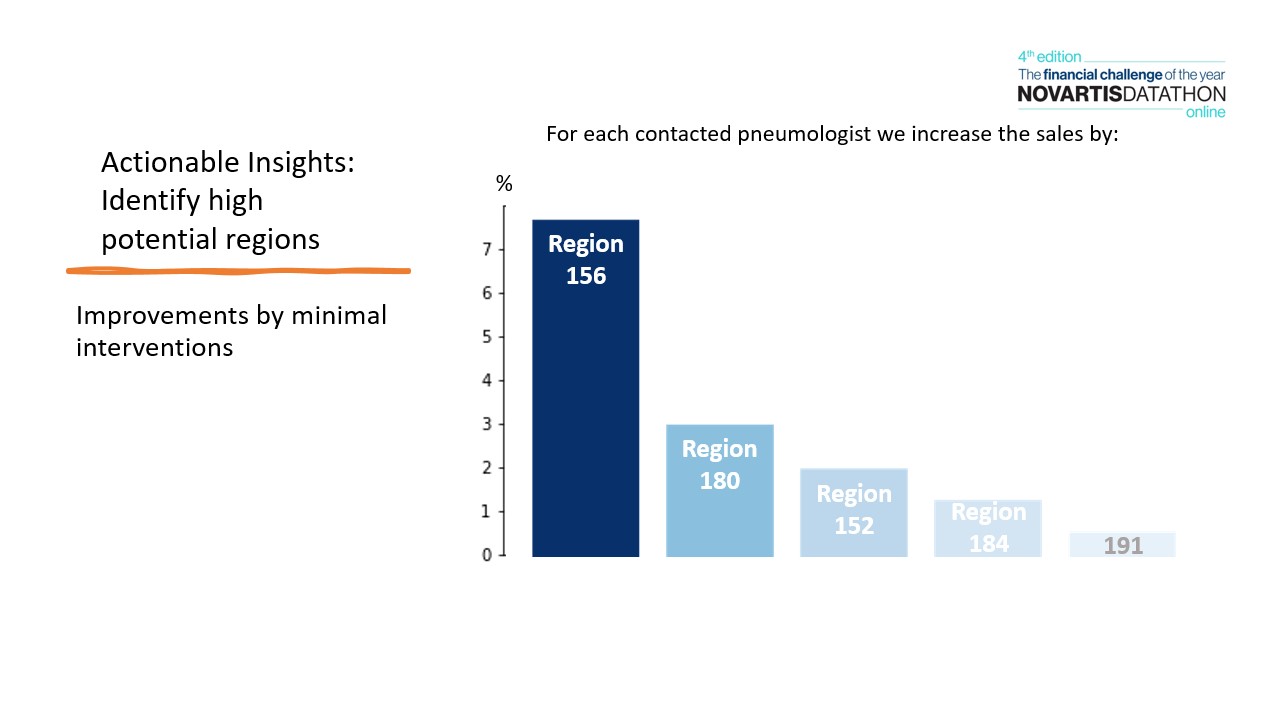 4th edition
The financial challenge of the year
NOVARTISDATATHON
online
For each contacted pneumologist we increase the sales by:
Actionable Insights:
Identify high
potential regions
Improvements by minimal
interventions
%
7
6
5
4
3
2
1
0
Region
156
Region
180
Region
152
Region
184
191